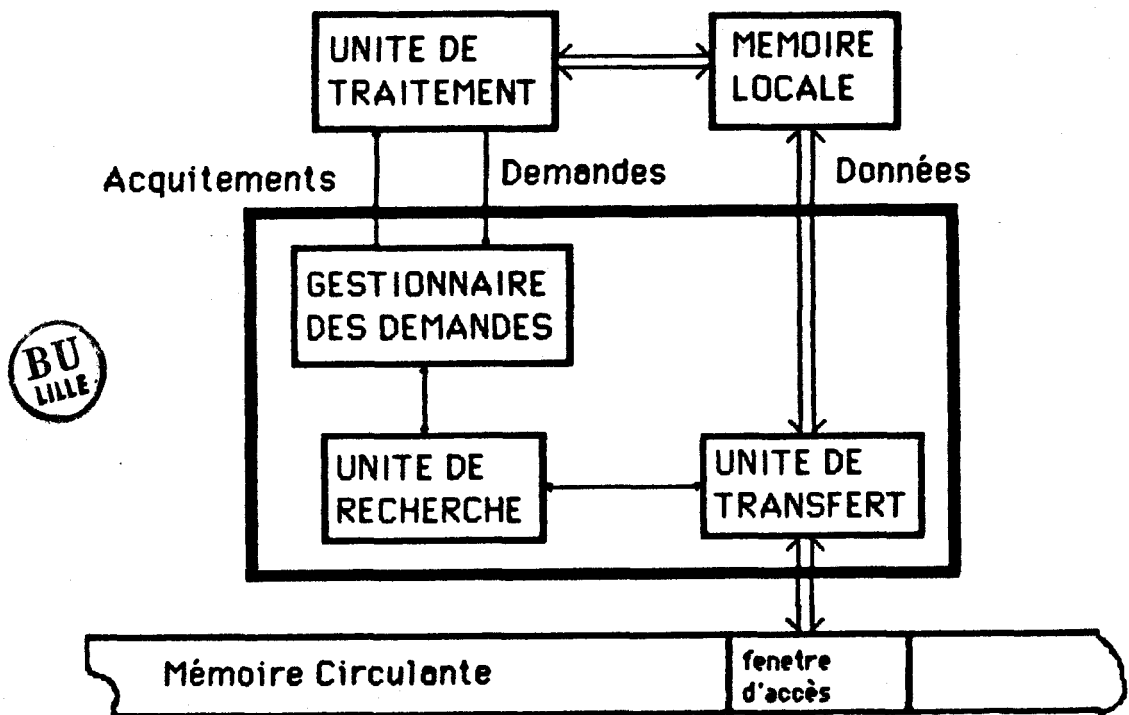 UNITE DE
TRAITEMENT
MEMOIRE
LOCALE
Acquitements
Demandes
Données
GESTIONNAIRE
DES DEMANDES
BU
LILLE
UNITE DE
RECHERCHE
UNITE DE
TRANSFERT
Mémoire Circulante
fenetre
d'accès